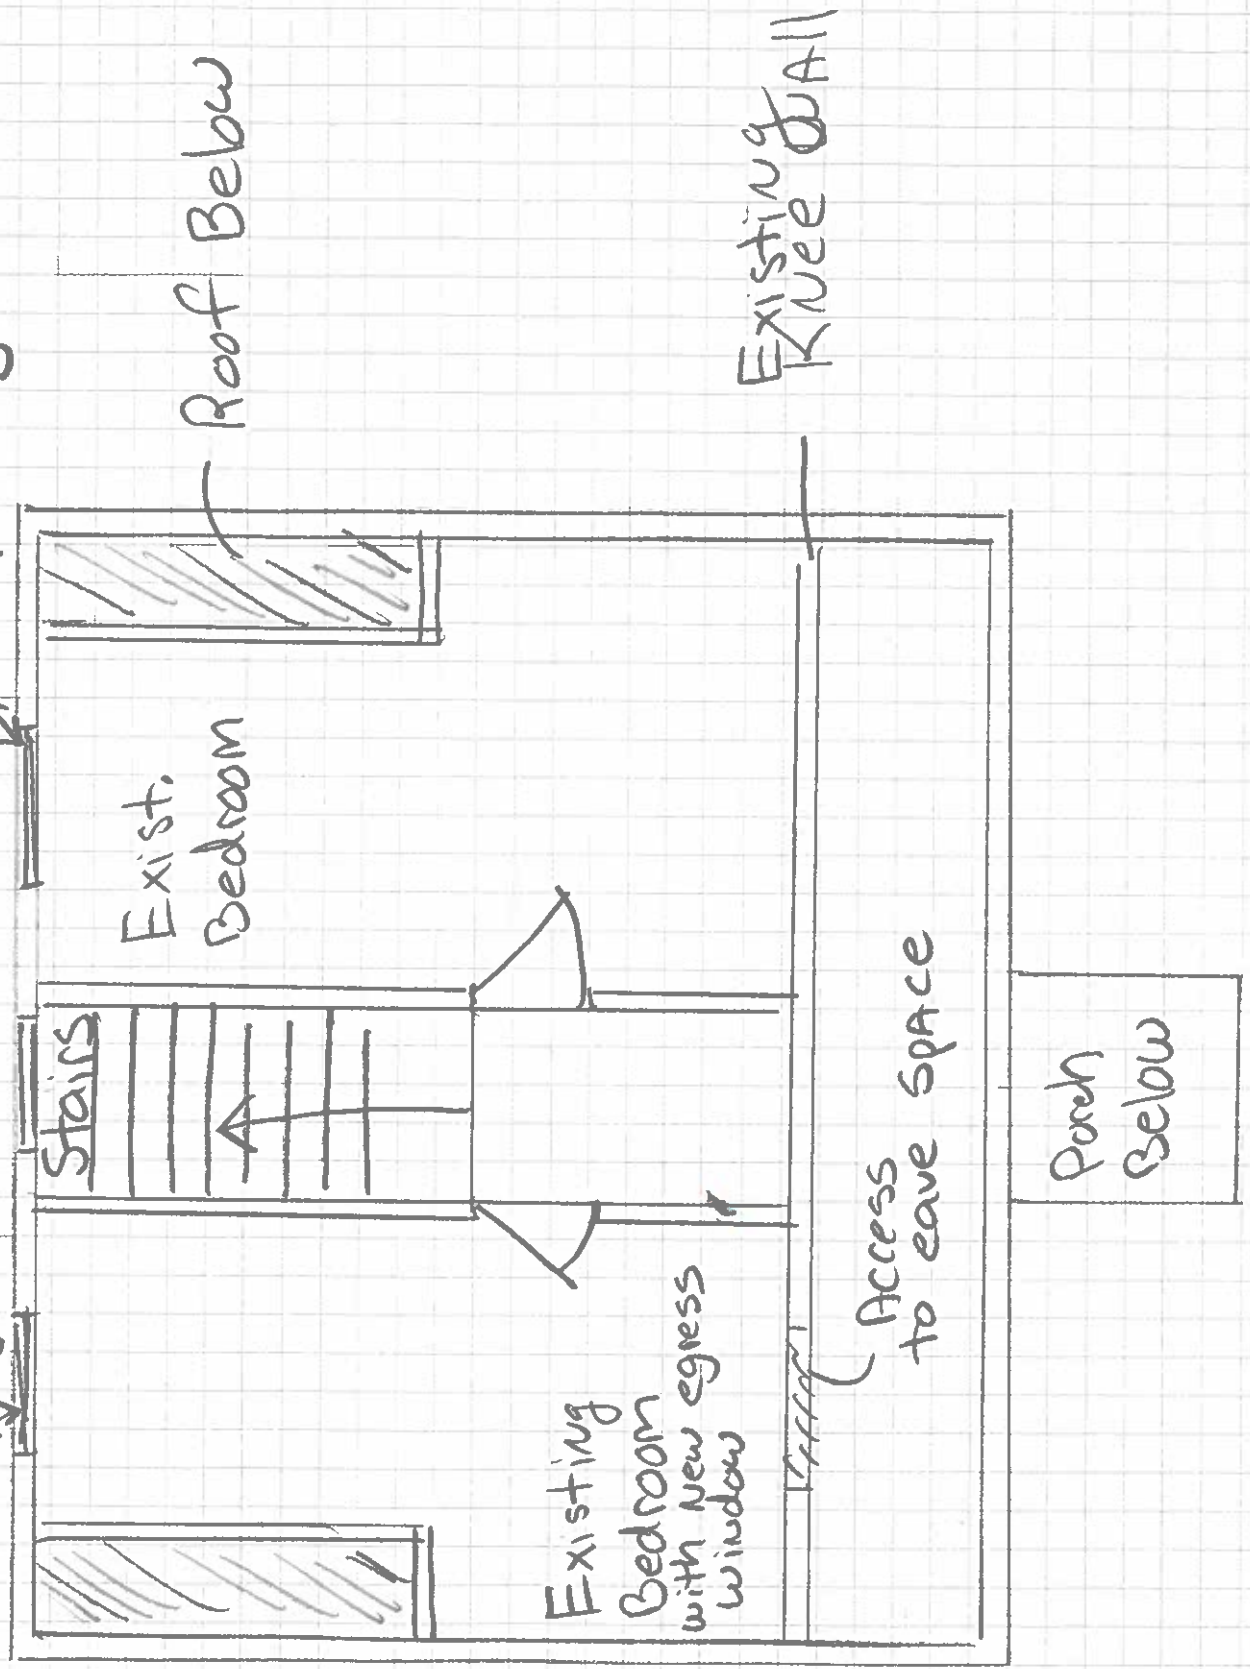 Roof Below
Existing
Knee Wall
Exist.
Bedroom
Stairs
Access
to eave space
Porch
Below
Existing
Bedroom
with New egress
window